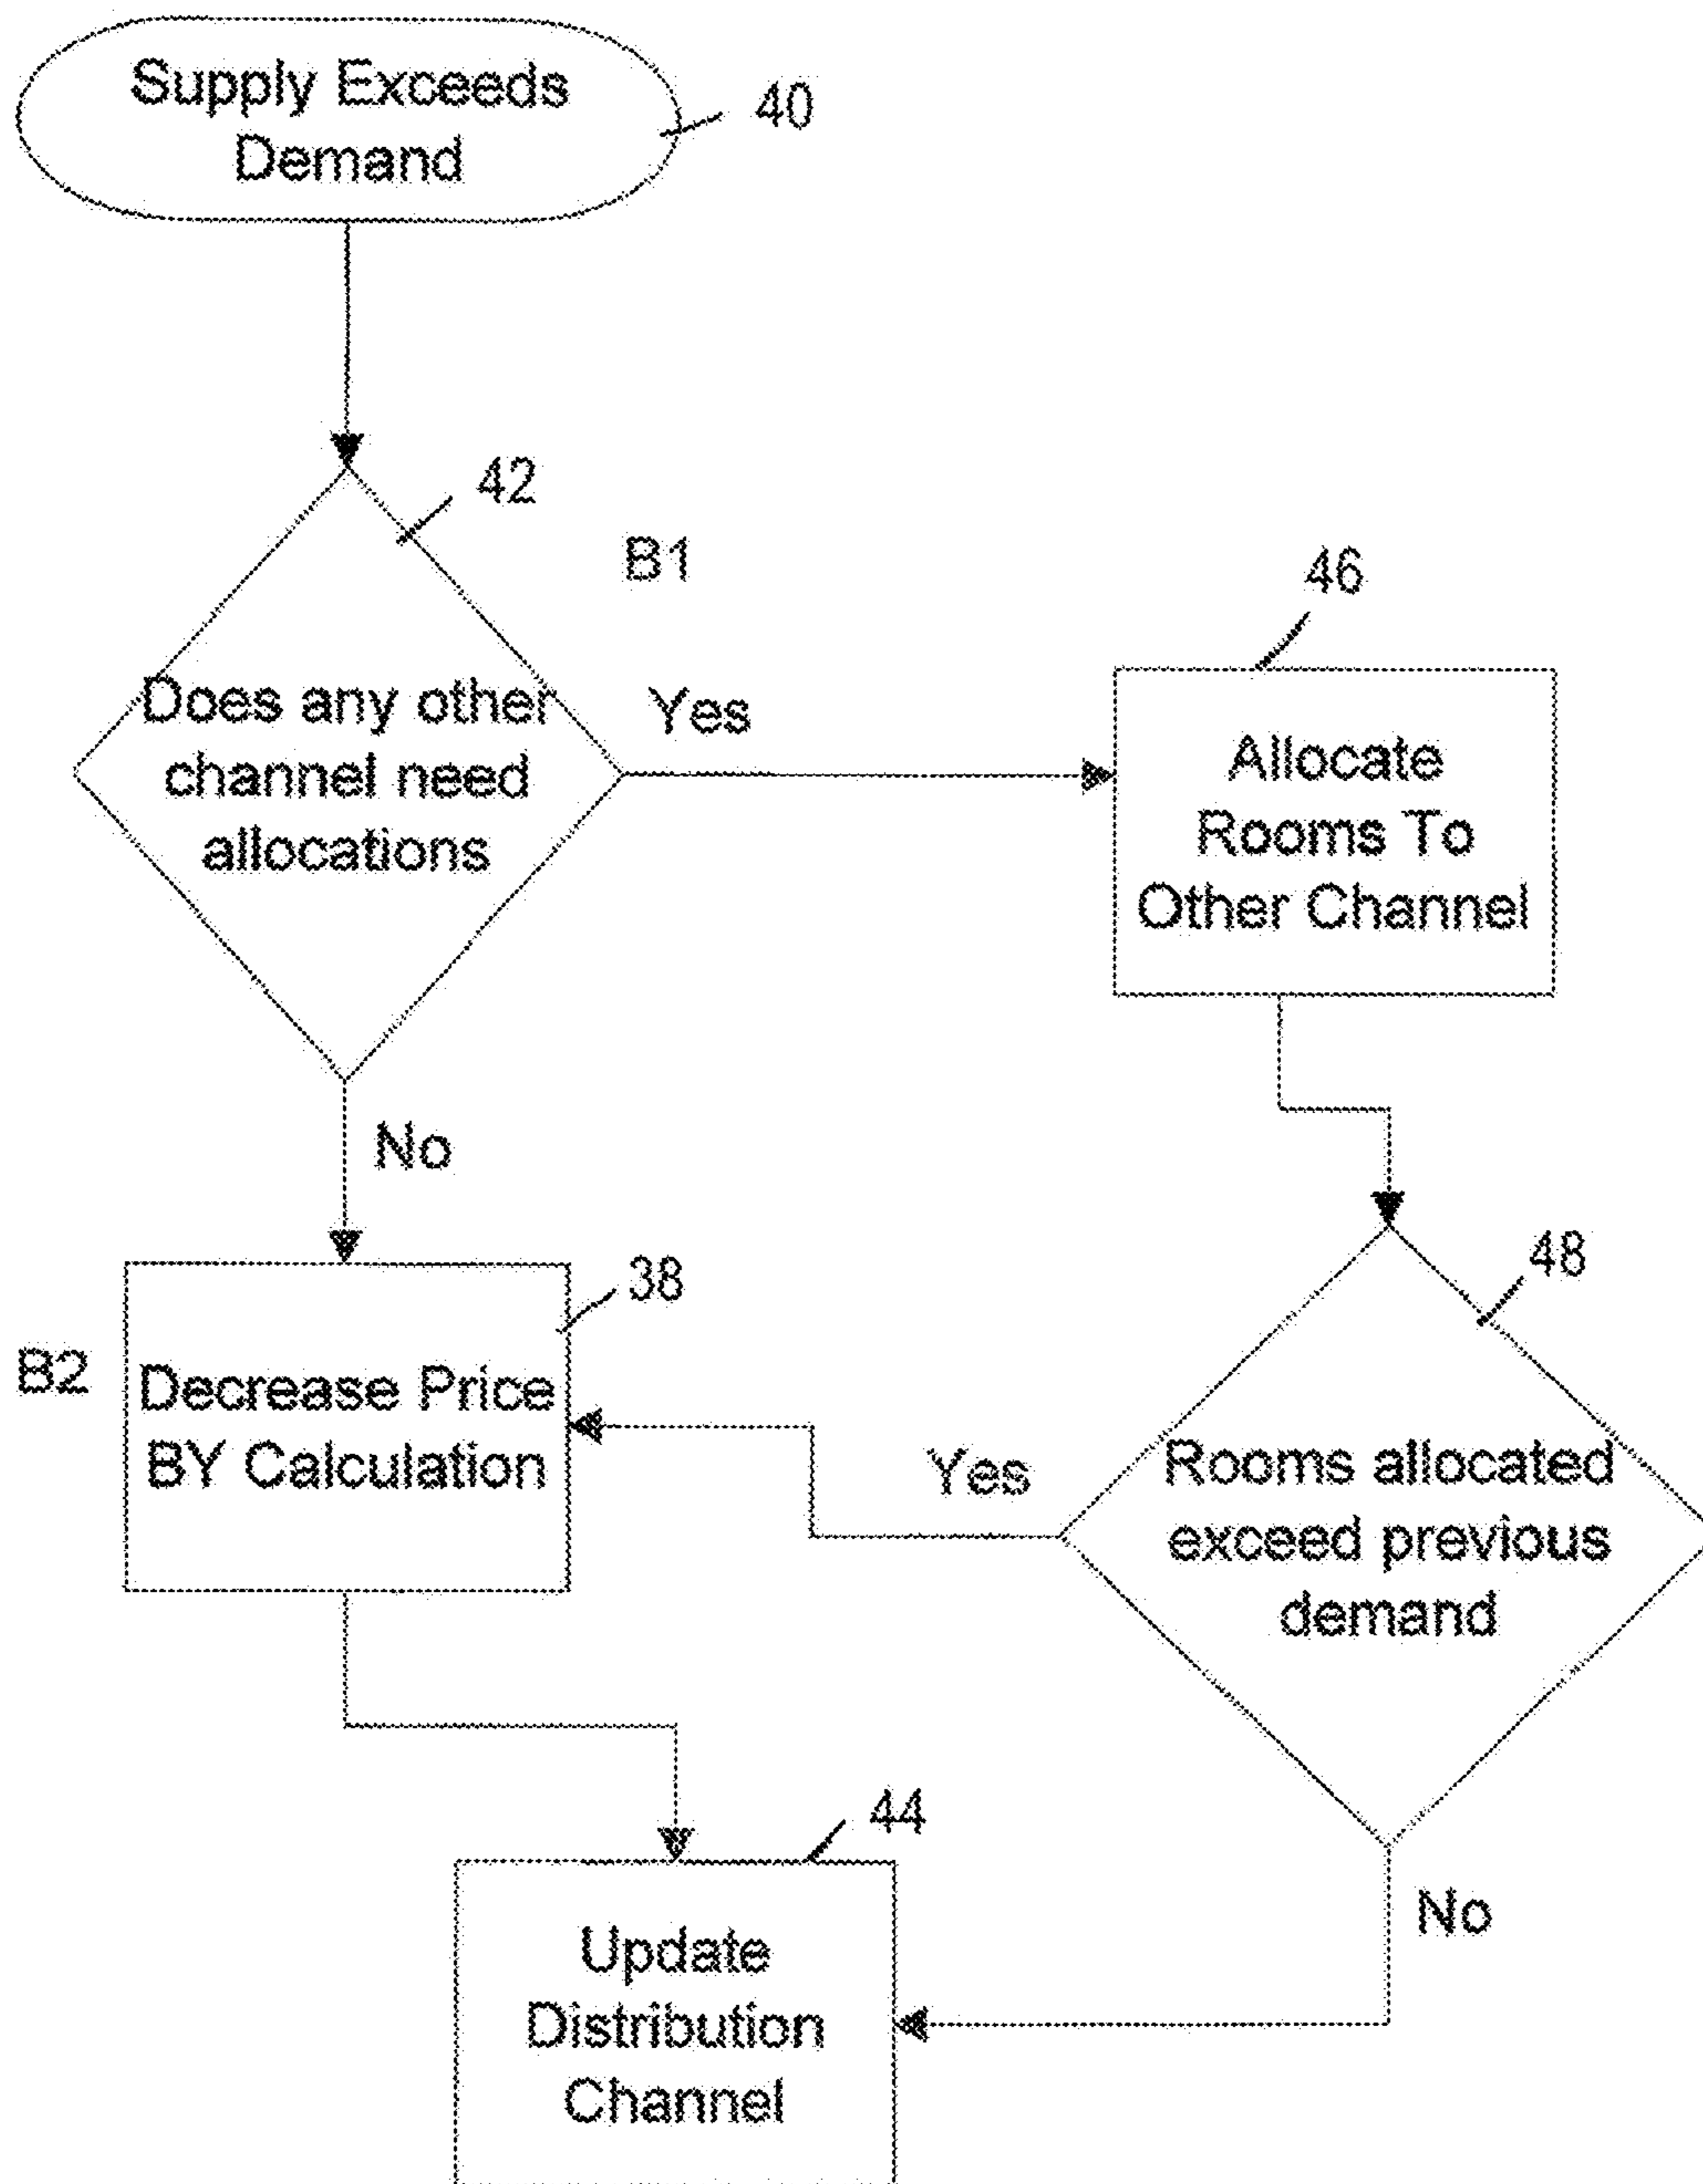 Supply Exceeds
Demand
40
42
B1
46
Does any other
channel need
allocations
Yes
Allocate
Rooms To
Other Channel
No
38
48
B2
Decrease Price
BY Calculation
Yes
Rooms allocated
exceed previous
demand
44
No
Update
Distribution
Channel